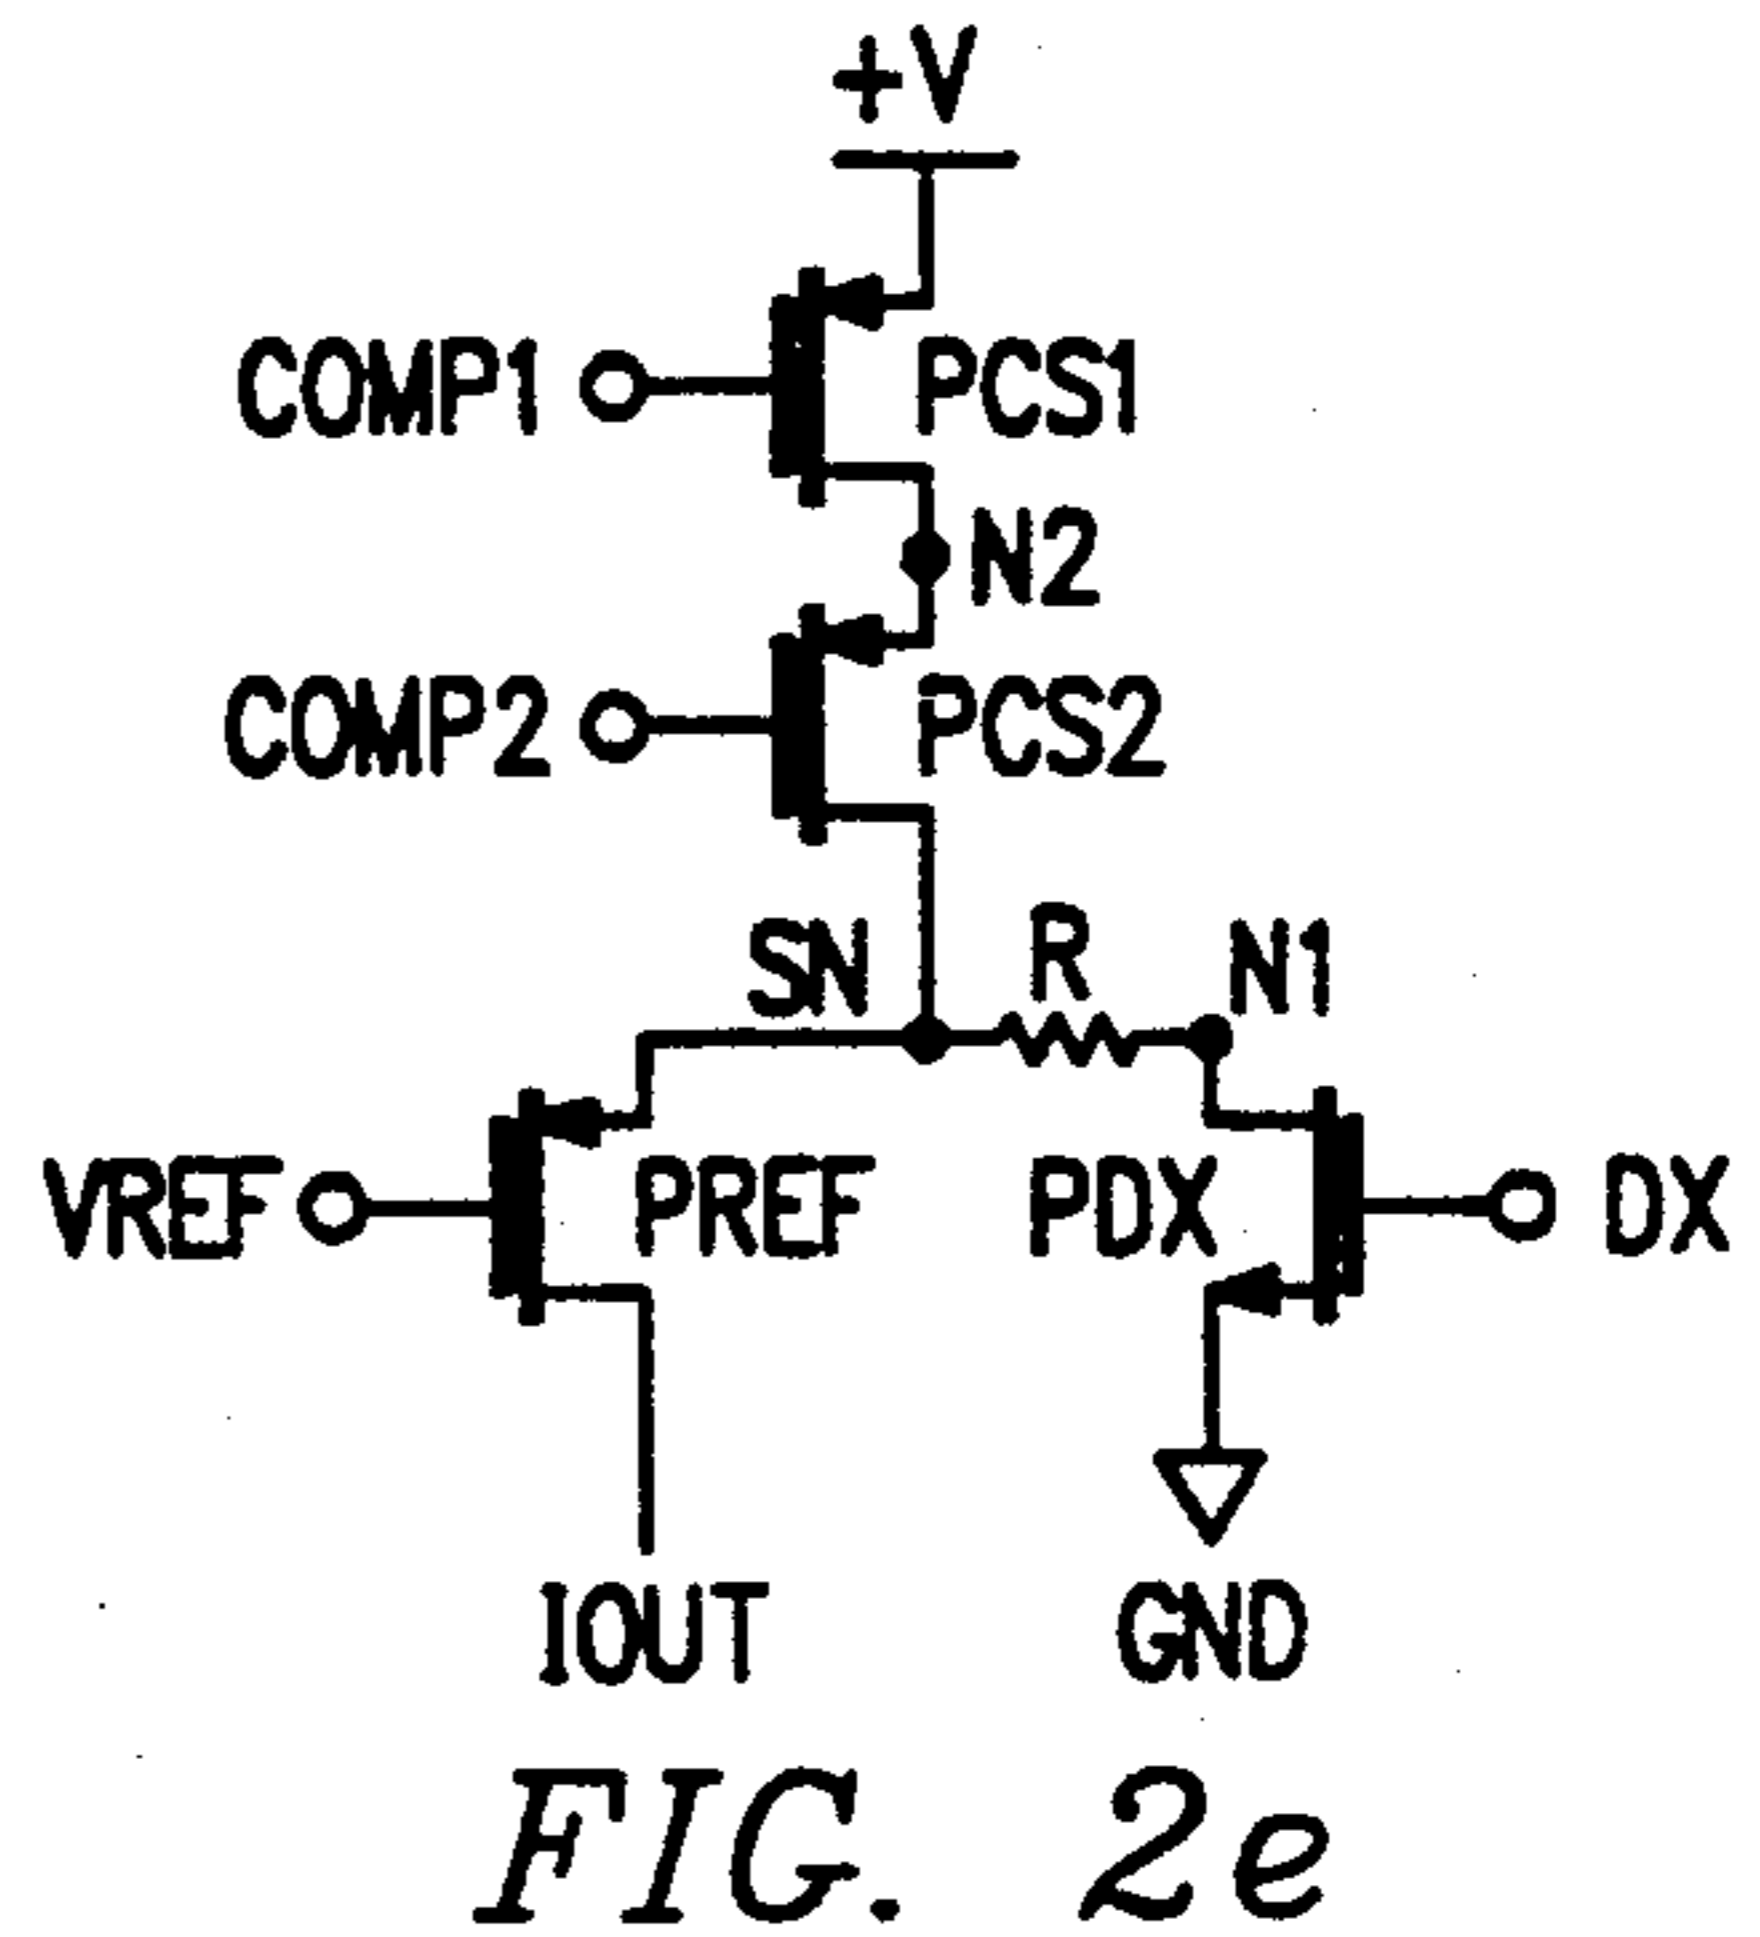 +V
COMP1 PCS1
N2
COMP2 PCS2
SN R N1
VREF PREF PDX DX
IOUT GND
FIG. 2e